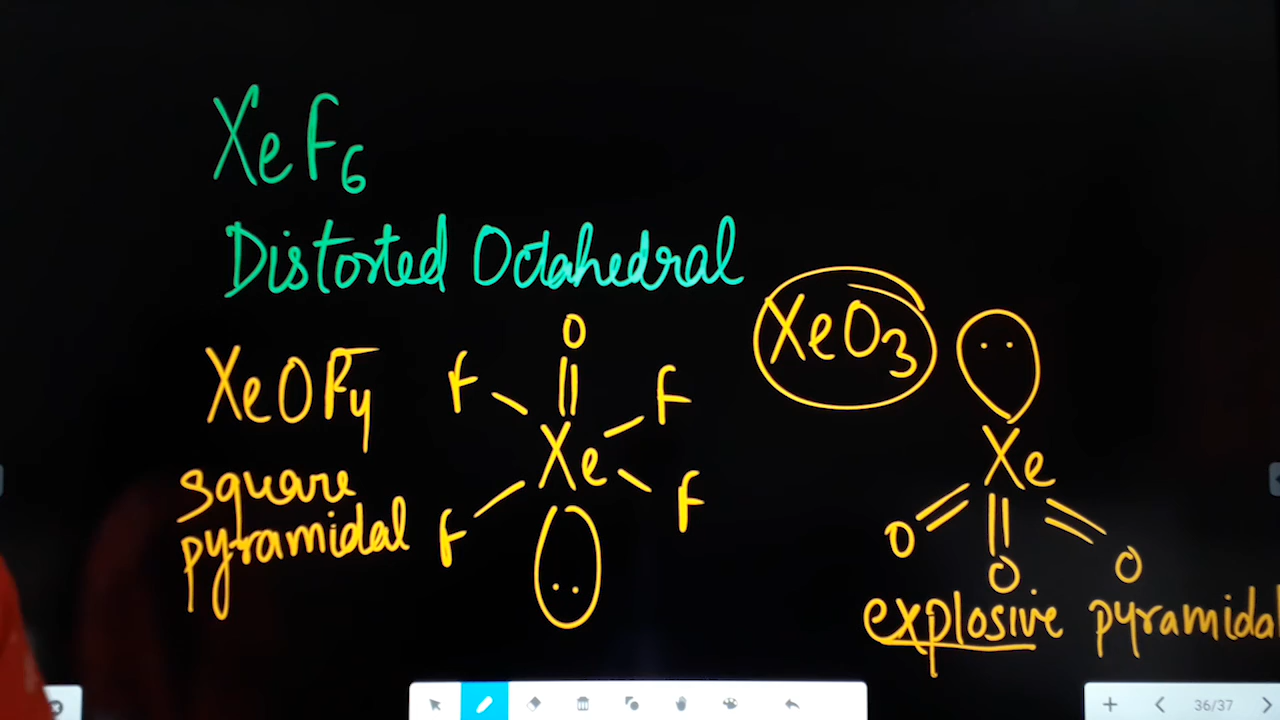 XeF6
Distorted Octahedral
XeOF4
square
pyramidal
O
F
F
Xe
F
F
XeO3
Xe
O
O
O
explosive pyramidal
36/37